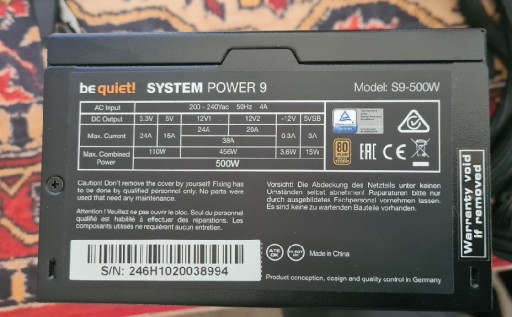 be quiet! SYSTEM POWER 9 Model: S9-500W
AC Input 200 - 240Vac 50Hz 4A
DC Output 3.3V 5V 12V1 12V2 -12V 5VSB
Max. Current 24A 15A 24A 20A 0.3A 3A
38A
Max. Combined Power 110W 456W 3.6W 15W
500W
Caution! Don't remove the cover by yourself! Fixing has
to be done by a qualified personnel only. No parts were
used that need any maintenance.
Attention ! Veuillez ne pas ouvir le bloc. Seul du personnel
qualifié est habilité à effectuer des réparations. Les
composants utilisés ne requièrent aucun entretien.
Vorsicht! Die Abdeckung des Netzteils unter keinen
Umständen selbst abnehmen! Reparaturen bitte nur
durch ausgebildetes Fachpersonal vornehmen lassen.
Es sind keine zu wartenden Bauteile vorhanden.
Warranty void
if removed
S/N: 246H1020038994
ATE
OK
Made in China
Product conception, design and quality control in Germany
EAC CE